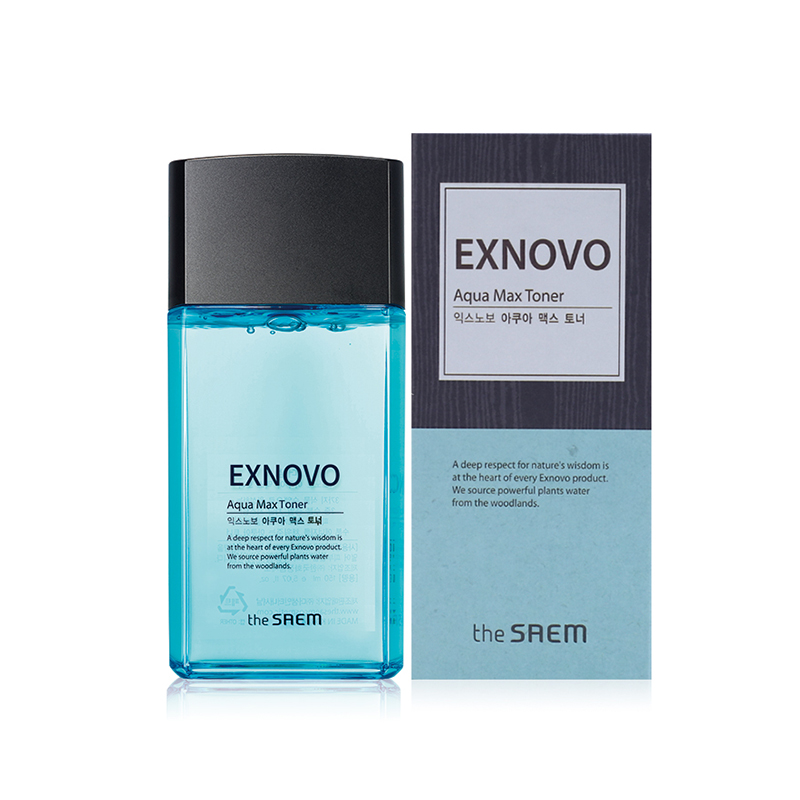 EXNOVO
Aqua Max Toner
익스노보 아쿠아 맥스 토너
A deep respect for nature's wisdom is
at the heart of every Exnovo product.
We source powerful plants water
from the woodlands.
the SAEM
EXNOVO
Aqua Max Toner
익스노보 아쿠아 맥스 토너
A deep respect for nature's wisdom is
at the heart of every Exnovo product.
We source powerful plants water
from the woodlands.
the SAEM